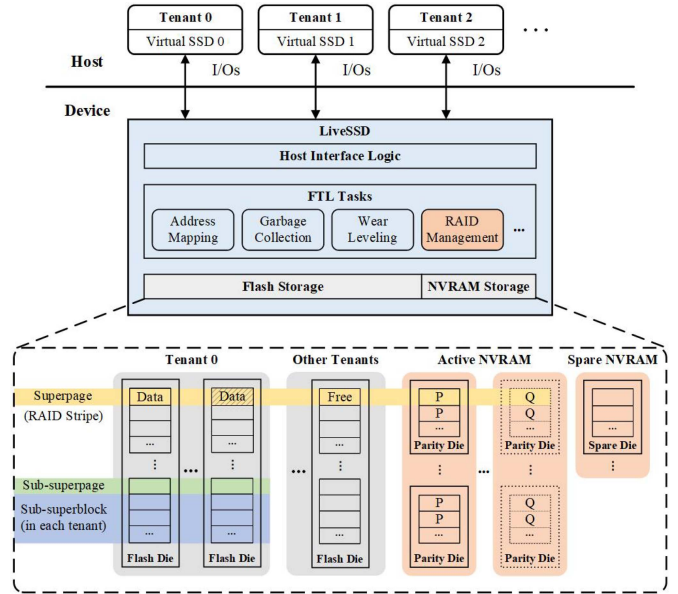 Tenant 0
Virtual SSD 0
Tenant 1
Virtual SSD 1
Tenant 2
Virtual SSD 2
...
Host
I/Os
I/Os
I/Os
Device
LiveSSD
Host Interface Logic
FTL Tasks
Address
Mapping
Garbage
Collection
Wear
Leveling
RAID
Management
...
Flash Storage
NVRAM Storage
Tenant 0
Other Tenants
Active NVRAM
Spare NVRAM
Superpage
(RAID Stripe)
Data
...
Data
...
Free
...
P
P
...
Parity Die
Q
Q
...
Parity Die
...
Spare Die
...
...
...
Sub-superpage
Sub-superblock
(in each tenant)
...
Flash Die
...
Flash Die
...
Flash Die
P
P
...
Parity Die
Q
Q
...
Parity Die